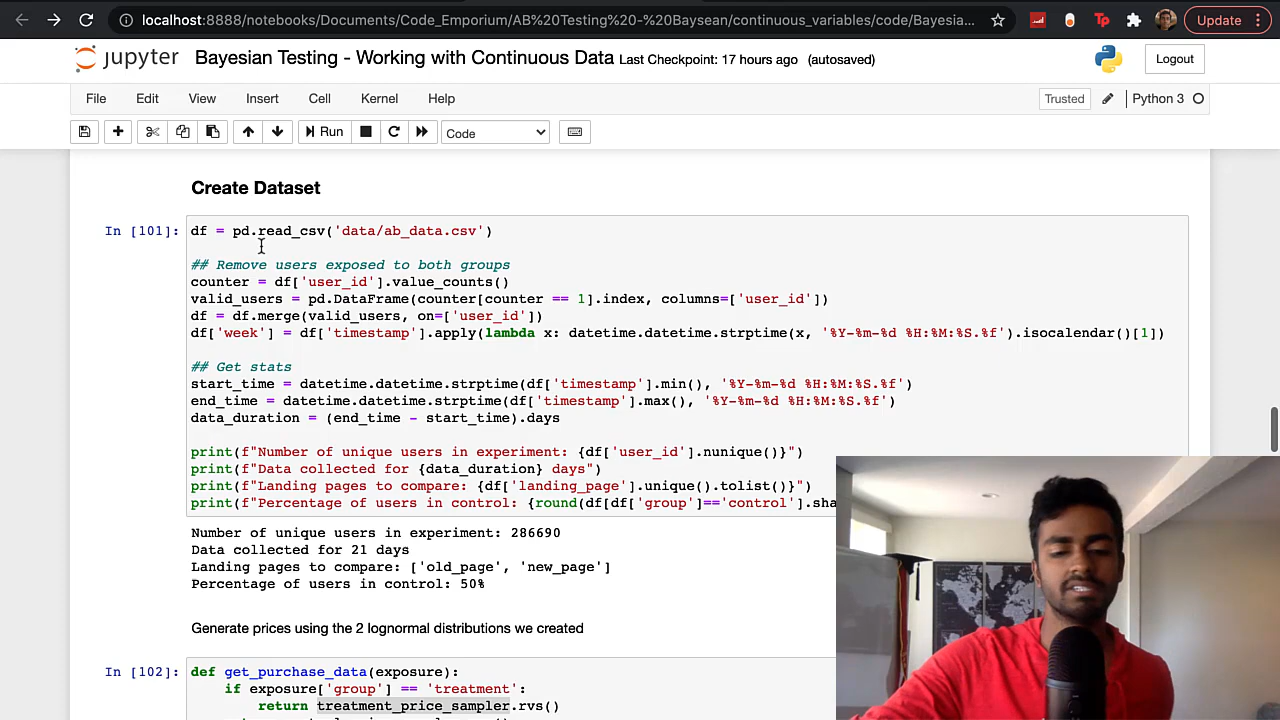 localhost:8888/notebooks/Documents/Code_Emporium/AB%20Testing%20-%20Baysean/continuous_variables/code/Bayesia...
Tp
Update
jupyter Bayesian Testing - Working with Continuous Data Last Checkpoint: 17 hours ago (autosaved)
Logout
File Edit View Insert Cell Kernel Help
Trusted Python 3
Run Code
Create Dataset
In [101]: df = pd.read_csv('data/ab_data.csv')
## Remove users exposed to both groups
counter = df['user_id'].value_counts()
valid_users = pd.DataFrame(counter[counter == 1].index, columns=['user_id'])
df = df.merge(valid_users, on=['user_id'])
df['week'] = df['timestamp'].apply(lambda x: datetime.datetime.strptime(x, '%Y-%m-%d %H:%M:%S.%f').isocalendar()[1])
## Get stats
start_time = datetime.datetime.strptime(df['timestamp'].min(), '%Y-%m-%d %H:%M:%S.%f')
end_time = datetime.datetime.strptime(df['timestamp'].max(), '%Y-%m-%d %H:%M:%S.%f')
data_duration = (end_time - start_time).days
print(f"Number of unique users in experiment: {df['user_id'].nunique()}")
print(f"Data collected for {data_duration} days")
print(f"Landing pages to compare: {df['landing_page'].unique().tolist()}")
print(f"Percentage of users in control: {round(df[df['group']=='control'].sha
Number of unique users in experiment: 286690
Data collected for 21 days
Landing pages to compare: ['old_page', 'new_page']
Percentage of users in control: 50%
Generate prices using the 2 lognormal distributions we created
In [102]: def get_purchase_data(exposure):
if exposure['group'] == 'treatment':
return treatment_price_sampler.rvs()